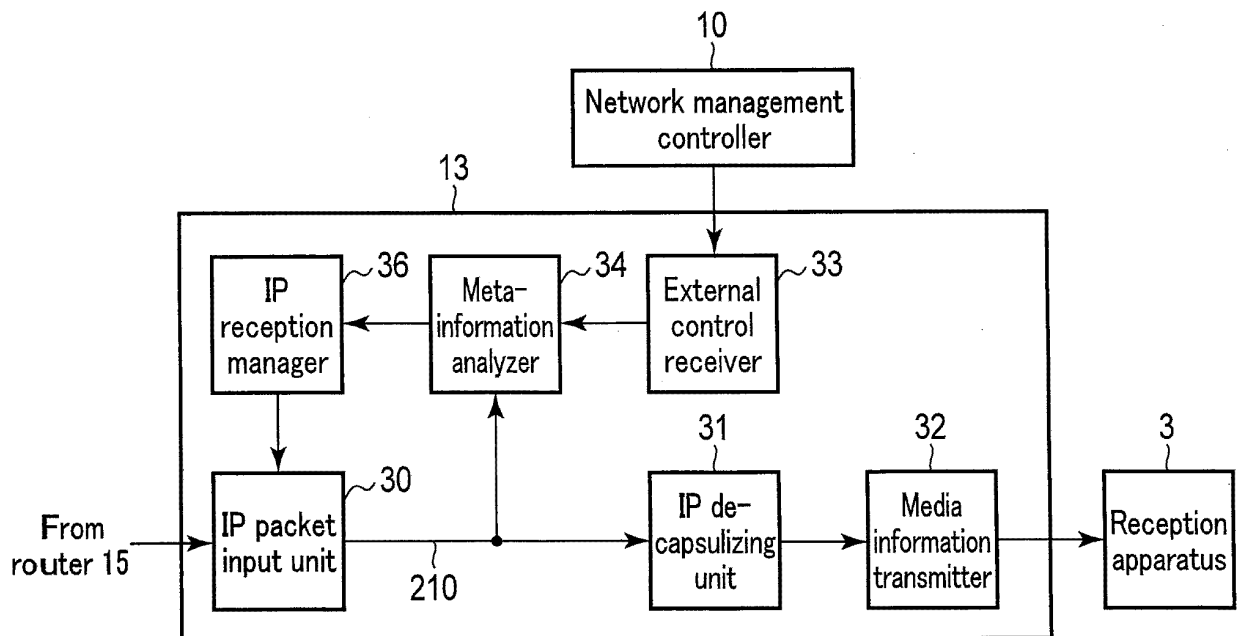 10
Network management
controller
13
36
IP
reception
manager
34
Meta-
information
analyzer
33
External
control
receiver
From
router 15
30
IP packet
input unit
210
31
IP de-
capsulizing
unit
32
Media
information
transmitter
3
Reception
apparatus